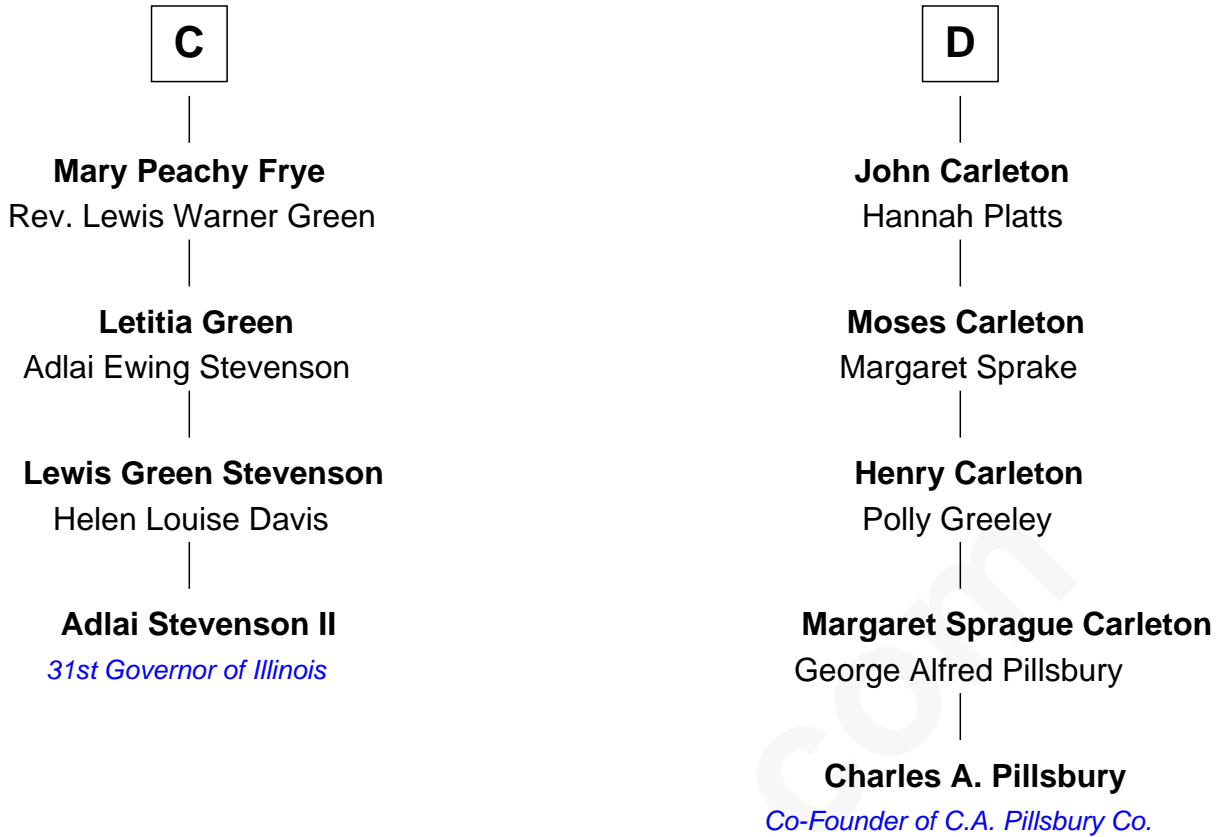 C
Mary Peachy Frye
Rev. Lewis Warner Green
Letitia Green
Adlai Ewing Stevenson
Lewis Green Stevenson
Helen Louise Davis
Adlai Stevenson II
31st Governor of Illinois
D
John Carleton
Hannah Platts
Moses Carleton
Margaret Sprake
Henry Carleton
Polly Greeley
Margaret Sprague Carleton
George Alfred Pillsbury
Charles A. Pillsbury
Co-Founder of C.A. Pillsbury Co.
com